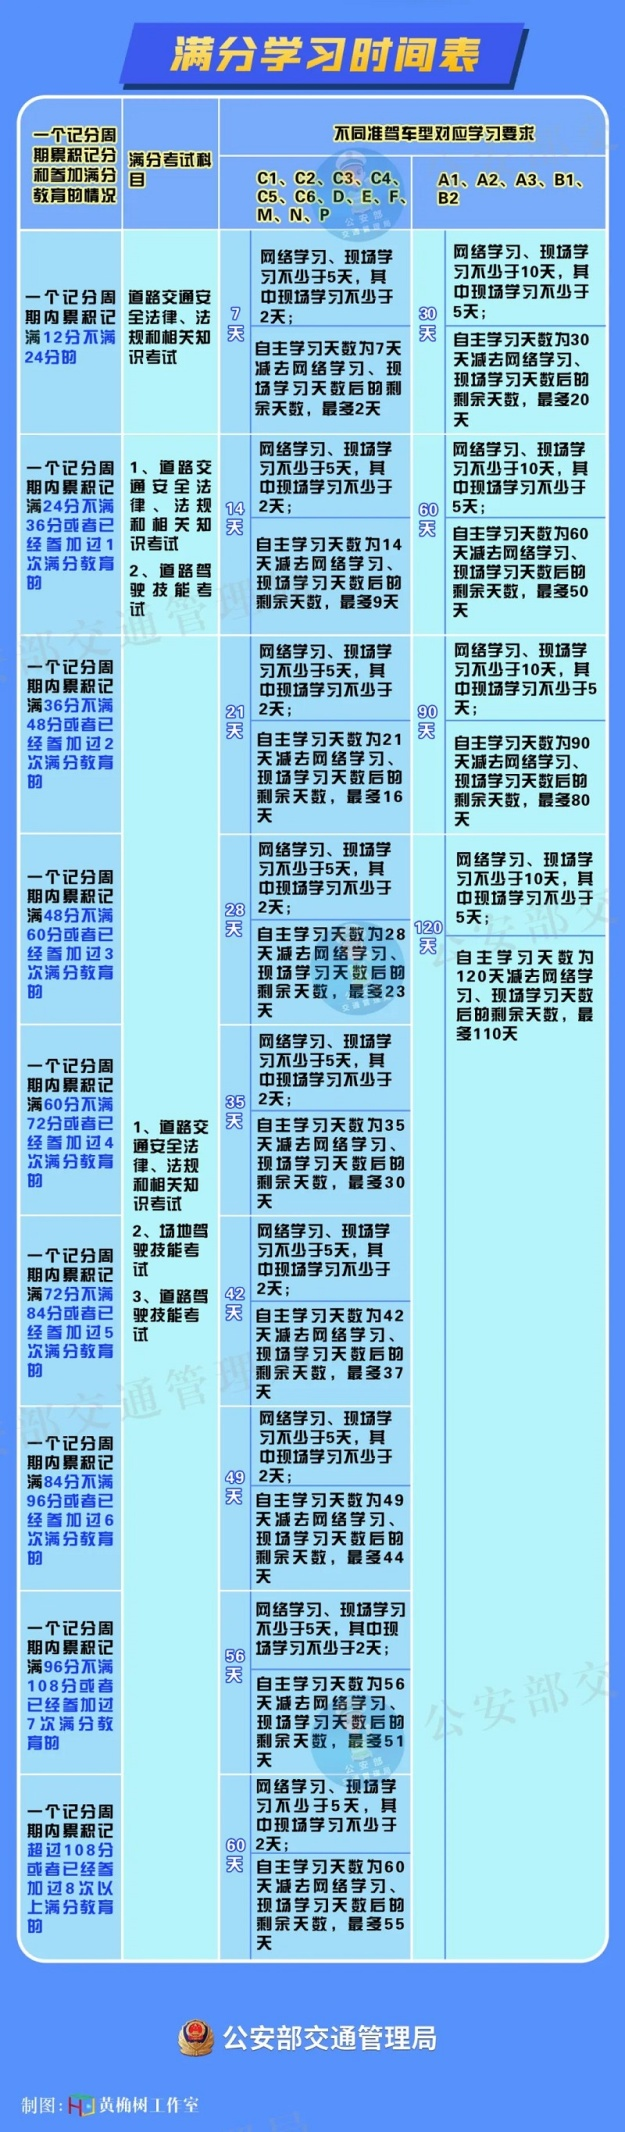 满分学习时间表
一个记分周
期累积记分
和参加满分
教育的情况
满分考试科
目
不同准驾车型对应学习要求
C1、C2、C3、C4、
C5、C6、D、E、F、
M、N、P
A1、A2、A3、B1、
B2
一个记分周
期内累积记
满12分不满
24分的
道路交通安
全法律、法
规和相关知
识考试
7
天
网络学习、现场学
习不少于5天，其
中现场学习不少于
2天；
自主学习天数为7天
减去网络学习、现
场学习天数后的剩
余天数，最多2天
30
天
网络学习、现场学
习不少于10天，其
中现场学习不少于
5天；
自主学习天数为30
天减去网络学习、
现场学习天数后的
剩余天数，最多20
天
一个记分周
期内累积记
满24分不满
36分或者已
经参加过1
次满分教育
的
1、道路交
通安全法
律、法规
和相关知
识考试
2、道路驾
驶技能考
试
14
天
网络学习、现场学
习不少于5天，其
中现场学习不少于
2天；
自主学习天数为14
天减去网络学习、
现场学习天数后的
剩余天数，最多9天
60
天
网络学习、现场学
习不少于10天，其
中现场学习不少于
5天；
自主学习天数为60
天减去网络学习、
现场学习天数后的
剩余天数，最多50
天
一个记分周
期内累积记
满36分不满
48分或者已
经参加过2
次满分教育
的
21
天
网络学习、现场学
习不少于5天，其
中现场学习不少于
2天；
自主学习天数为21
天减去网络学习、
现场学习天数后的
剩余天数，最多16
天
90
天
网络学习、现场学
习不少于10天，其
中现场学习不少于5
天；
自主学习天数为90
天减去网络学习、
现场学习天数后的
剩余天数，最多80
天
一个记分周
期内累积记
满48分不满
60分或者已
经参加过3
次满分教育
的
28
天
网络学习、现场学
习不少于5天，其
中现场学习不少于
2天；
自主学习天数为28
天减去网络学习、
现场学习天数后的
剩余天数，最多23
天
120
天
网络学习、现场学
习不少于10天，其
中现场学习不少于
5天；
自主学习天数为
120天减去网络学
习、现场学习天数
后的剩余天数，最
多110天
一个记分周
期内累积记
满60分不满
72分或者已
经参加过4
次满分教育
的
1、道路交
通安全法
律、法规
和相关知
识考试
2、场地驾
驶技能考
试
3、道路驾
驶技能考
试
35
天
网络学习、现场学
习不少于5天，其
中现场学习不少于
2天；
自主学习天数为35
天减去网络学习、
现场学习天数后的
剩余天数，最多30
天
一个记分周
期内累积记
满72分不满
84分或者已
经参加过5
次满分教育
的
42
天
网络学习、现场学
习不少于5天，其
中现场学习不少于
2天；
自主学习天数为42
天减去网络学习、
现场学习天数后的
剩余天数，最多37
天
一个记分周
期内累积记
满84分不满
96分或者已
经参加过6
次满分教育
的
49
天
网络学习、现场学
习不少于5天，其
中现场学习不少于
2天；
自主学习天数为49
天减去网络学习、
现场学习天数后的
剩余天数，最多44
天
一个记分周
期内累积记
满96分不满
108分或者
已经参加过
7次满分教
育的
56
天
网络学习、现场学习
不少于5天，其中现
场学习不少于2天；
自主学习天数为56
天减去网络学习、
现场学习天数后的
剩余天数，最多51
天
一个记分周
期内累积记
超过108分
或者已经参
加过8次以
上满分教育
的
60
天
网络学习、现场学
习不少于5天，其
中现场学习不少于
2天；
自主学习天数为60
天减去网络学习、
现场学习天数后的
剩余天数，最多55
天
公安部交通管理局
制图：黄桷树工作室